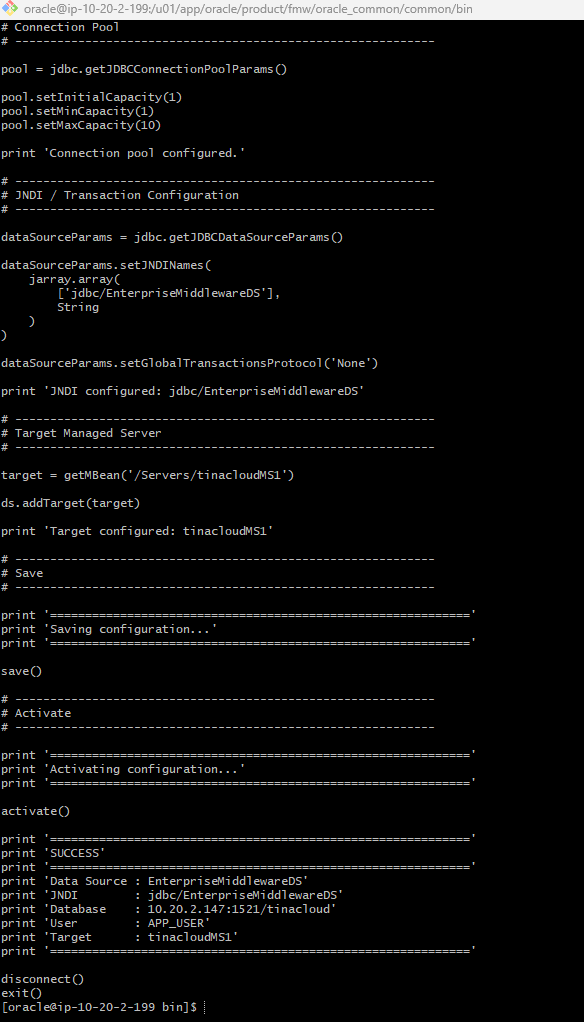 oracle@ip-10-20-2-199:/u01/app/oracle/product/fmw/oracle_common/common/bin
# Connection Pool
# ------------------------------------------------------------
pool = jdbc.getJDBCConnectionPoolParams()
pool.setInitialCapacity(1)
pool.setMinCapacity(1)
pool.setMaxCapacity(10)
print 'Connection pool configured.'
# ------------------------------------------------------------
# JNDI / Transaction Configuration
# ------------------------------------------------------------
dataSourceParams = jdbc.getJDBCDataSourceParams()
dataSourceParams.setJNDINames(
    jarray.array(
        ['jdbc/EnterpriseMiddlewareDS'],
        String
    )
)
dataSourceParams.setGlobalTransactionsProtocol('None')
print 'JNDI configured: jdbc/EnterpriseMiddlewareDS'
# ------------------------------------------------------------
# Target Managed Server
# ------------------------------------------------------------
target = getMBean('/Servers/tinacloudMS1')
ds.addTarget(target)
print 'Target configured: tinacloudMS1'
# ------------------------------------------------------------
# Save
# ------------------------------------------------------------
print '============================================================'
print 'Saving configuration...'
print '============================================================'
save()
# ------------------------------------------------------------
# Activate
# ------------------------------------------------------------
print '============================================================'
print 'Activating configuration...'
print '============================================================'
activate()
print '============================================================'
print 'SUCCESS'
print '============================================================'
print 'Data Source : EnterpriseMiddlewareDS'
print 'JNDI        : jdbc/EnterpriseMiddlewareDS'
print 'Database    : 10.20.2.147:1521/tinacloud'
print 'User        : APP_USER'
print 'Target      : tinacloudMS1'
print '============================================================'
disconnect()
exit()
[oracle@ip-10-20-2-199 bin]$